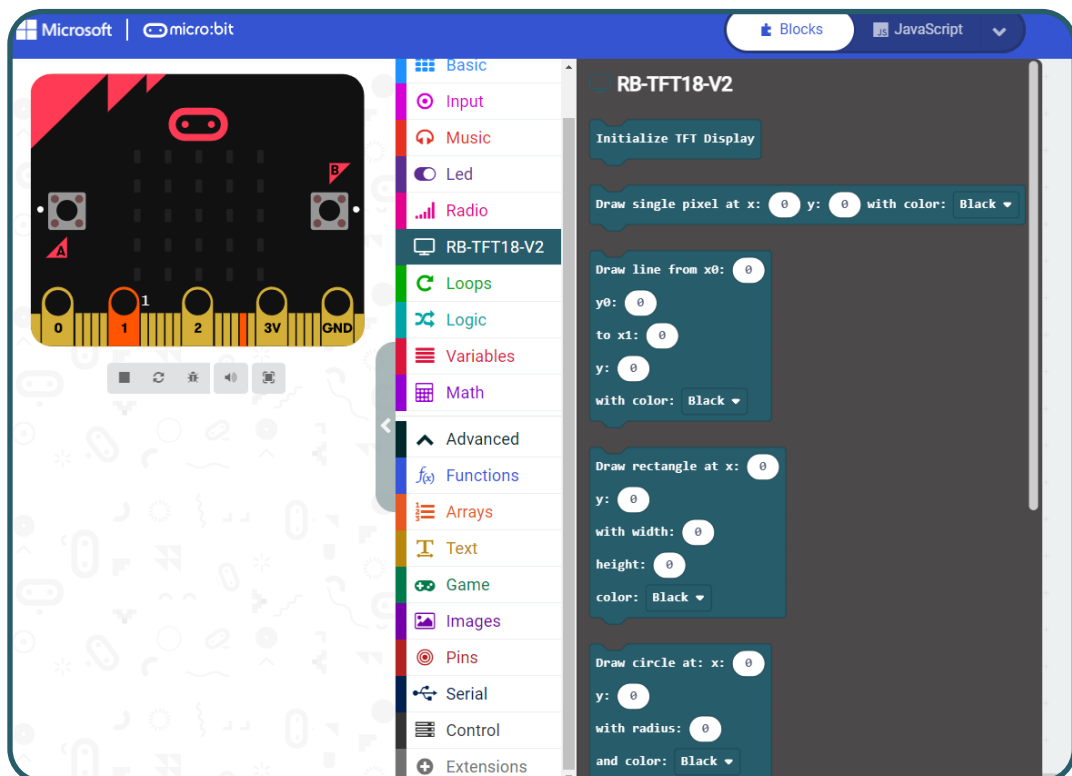 Microsoft micro:bit Blocks JS JavaScript
B
A
1
0 1 2 3V GND
Basic
Input
Music
Led
Radio
RB-TFT18-V2
Loops
Logic
Variables
Math
Advanced
f(x) Functions
Arrays
Text
Game
Images
Pins
Serial
Control
Extensions
RB-TFT18-V2
Initialize TFT Display
Draw single pixel at x: 0 y: 0 with color: Black
Draw line from x0: 0
y0: 0
to x1: 0
y: 0
with color: Black
Draw rectangle at x: 0
y: 0
with width: 0
height: 0
color: Black
Draw circle at: x: 0
y: 0
with radius: 0
and color: Black